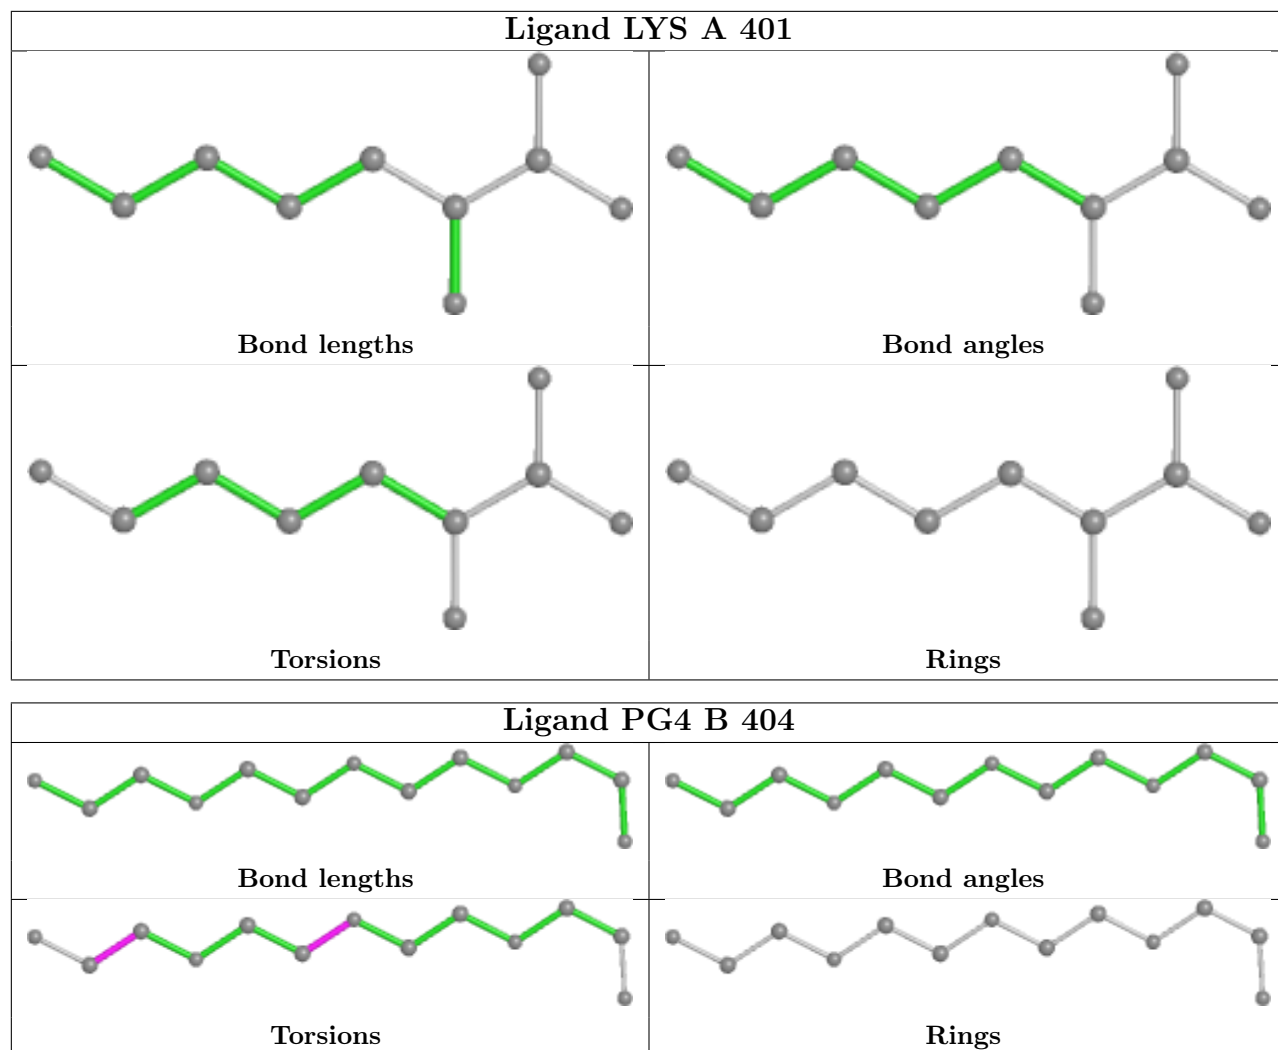 Ligand LYS A 401
Bond lengths
Bond angles
Torsions
Rings
Ligand PG4 B 404
Bond lengths
Bond angles
Torsions
Rings